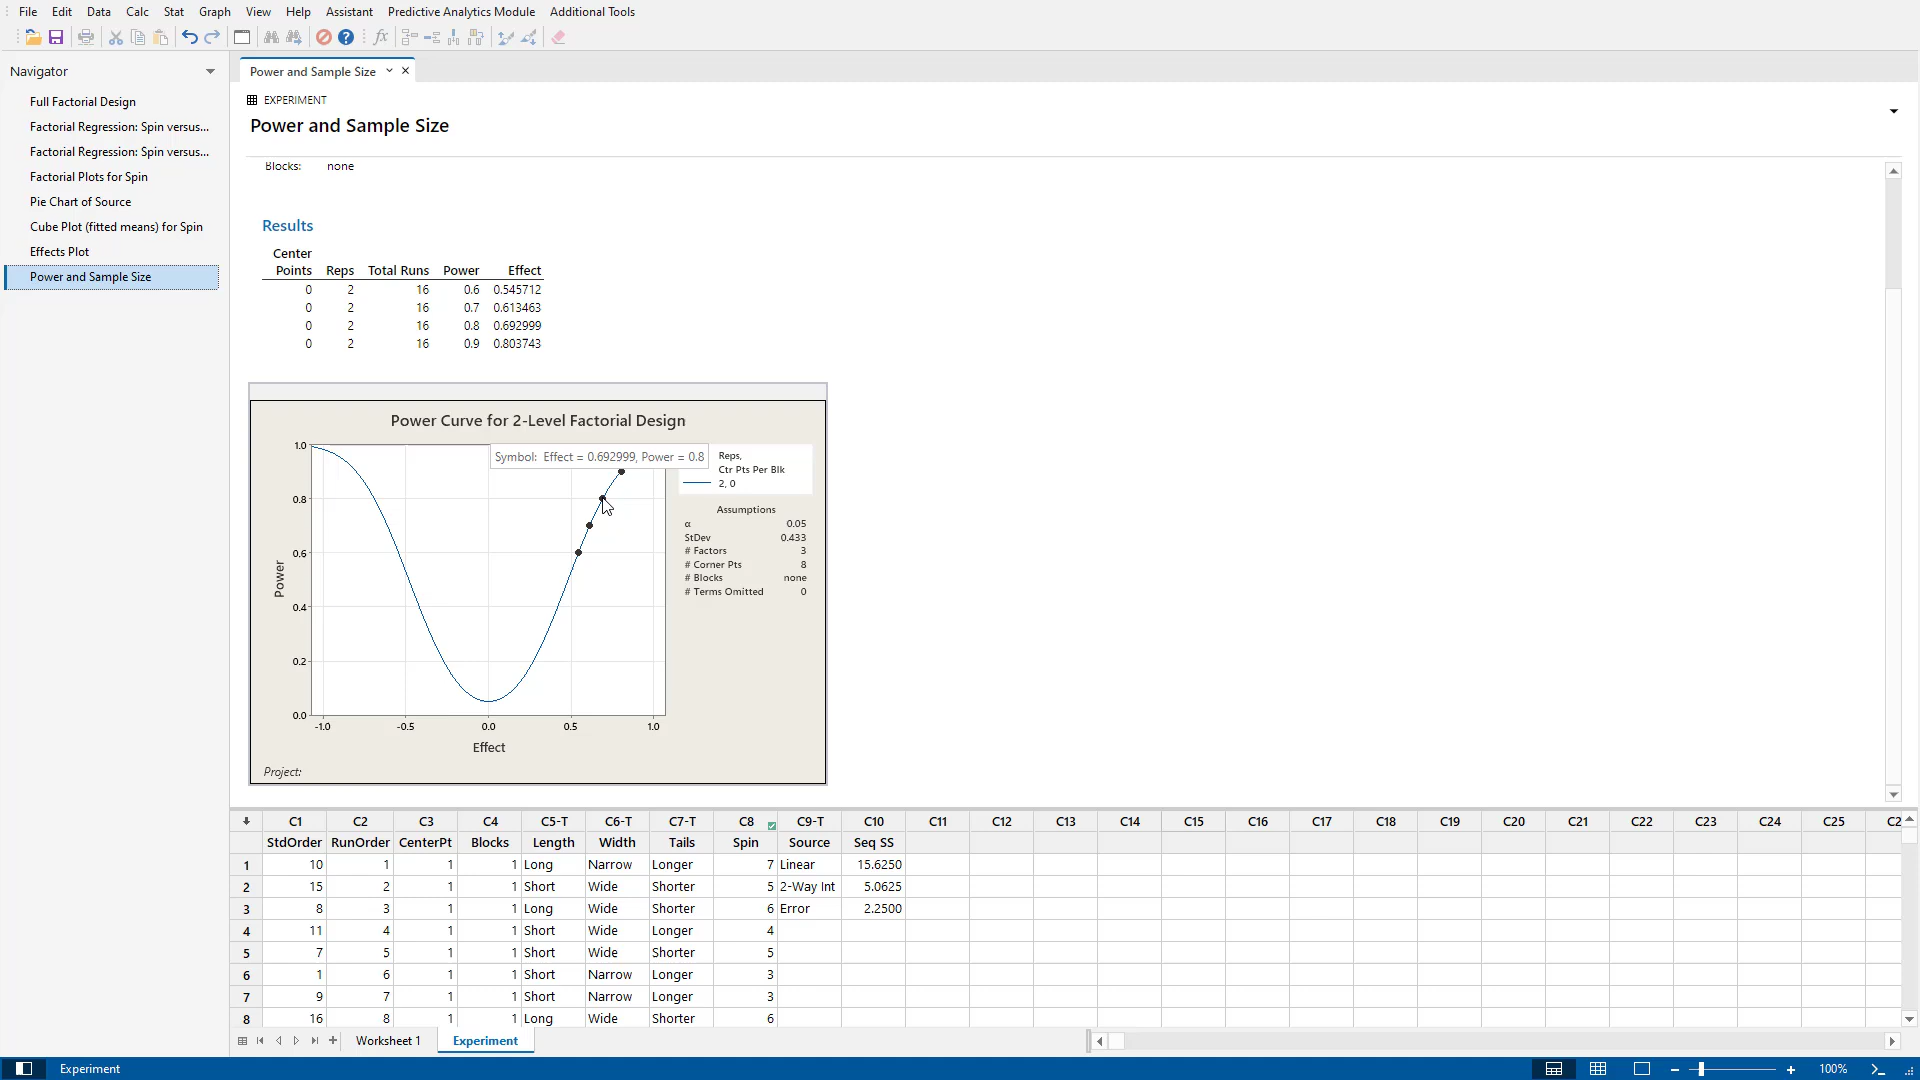 File Edit Data Calc Stat Graph View Help Assistant Predictive Analytics Module Additional Tools
Navigator
Full Factorial Design
Factorial Regression: Spin versus...
Factorial Regression: Spin versus...
Factorial Plots for Spin
Pie Chart of Source
Cube Plot (fitted means) for Spin
Effects Plot
Power and Sample Size
Power and Sample Size
EXPERIMENT
Power and Sample Size
Blocks: none
Results
Center
Points Reps Total Runs Power Effect
0 2 16 0.6 0.545712
0 2 16 0.7 0.613463
0 2 16 0.8 0.692999
0 2 16 0.9 0.803743
Power Curve for 2-Level Factorial Design
Symbol: Effect = 0.692999, Power = 0.8
1.0
0.8
0.6
0.4
0.2
0.0
Power
-1.0 -0.5 0.0 0.5 1.0
Effect
Reps,
Ctr Pts Per Blk
2, 0
Assumptions
α 0.05
StDev 0.433
# Factors 3
# Corner Pts 8
# Blocks none
# Terms Omitted 0
Project:
C1 C2 C3 C4 C5-T C6-T C7-T C8 C9-T C10 C11 C12 C13 C14 C15 C16 C17 C18 C19 C20 C21 C22 C23 C24 C25 C2
StdOrder RunOrder CenterPt Blocks Length Width Tails Spin Source Seq SS
1 10 1 1 1 Long Narrow Longer 7 Linear 15.6250
2 15 2 1 1 Short Wide Shorter 5 2-Way Int 5.0625
3 8 3 1 1 Long Wide Shorter 6 Error 2.2500
4 11 4 1 1 Short Wide Longer 4
5 7 5 1 1 Short Wide Shorter 5
6 1 6 1 1 Short Narrow Longer 3
7 9 7 1 1 Short Narrow Longer 3
8 16 8 1 1 Long Wide Shorter 6
Worksheet 1 Experiment
Experiment 100%